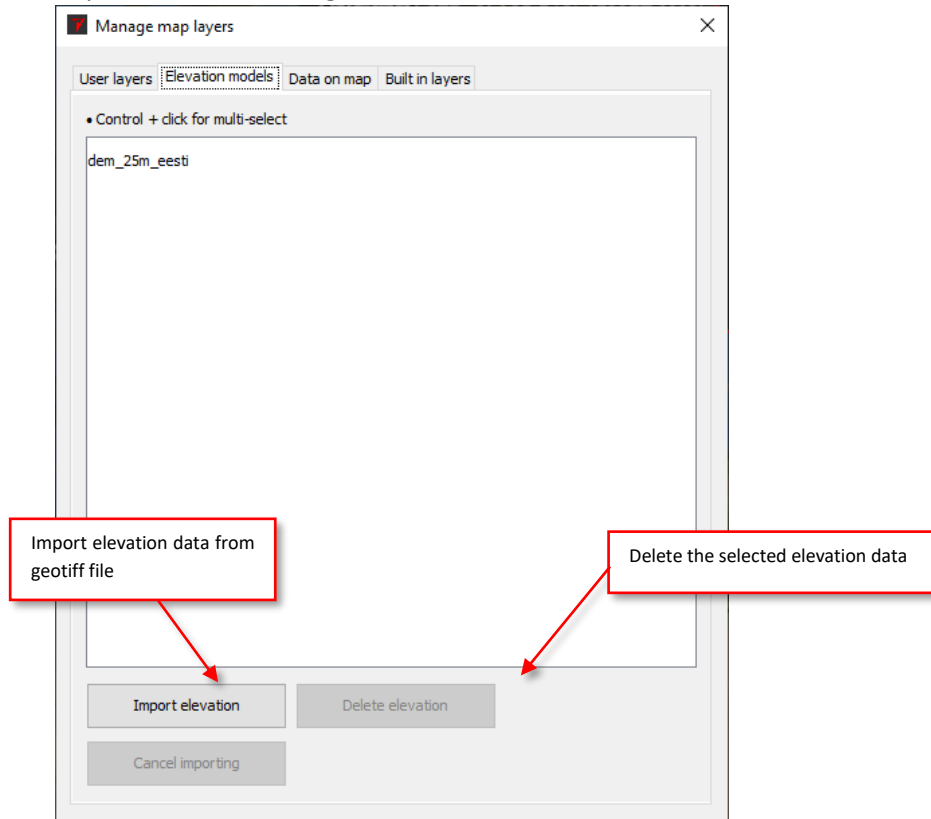 Manage map layers
User layers Elevation models Data on map Built in layers
• Control + click for multi-select
dem_25m_eesti
Import elevation data from
geotiff file
Delete the selected elevation data
Import elevation Delete elevation
Cancel importing